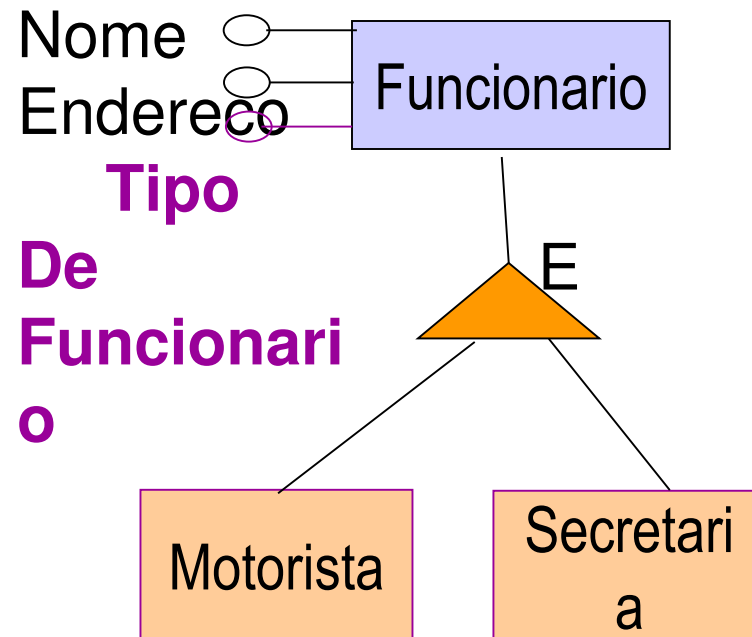 Nome
Endereco
Tipo
De
Funcionari
o
Funcionario
E
Motorista
Secretari
a